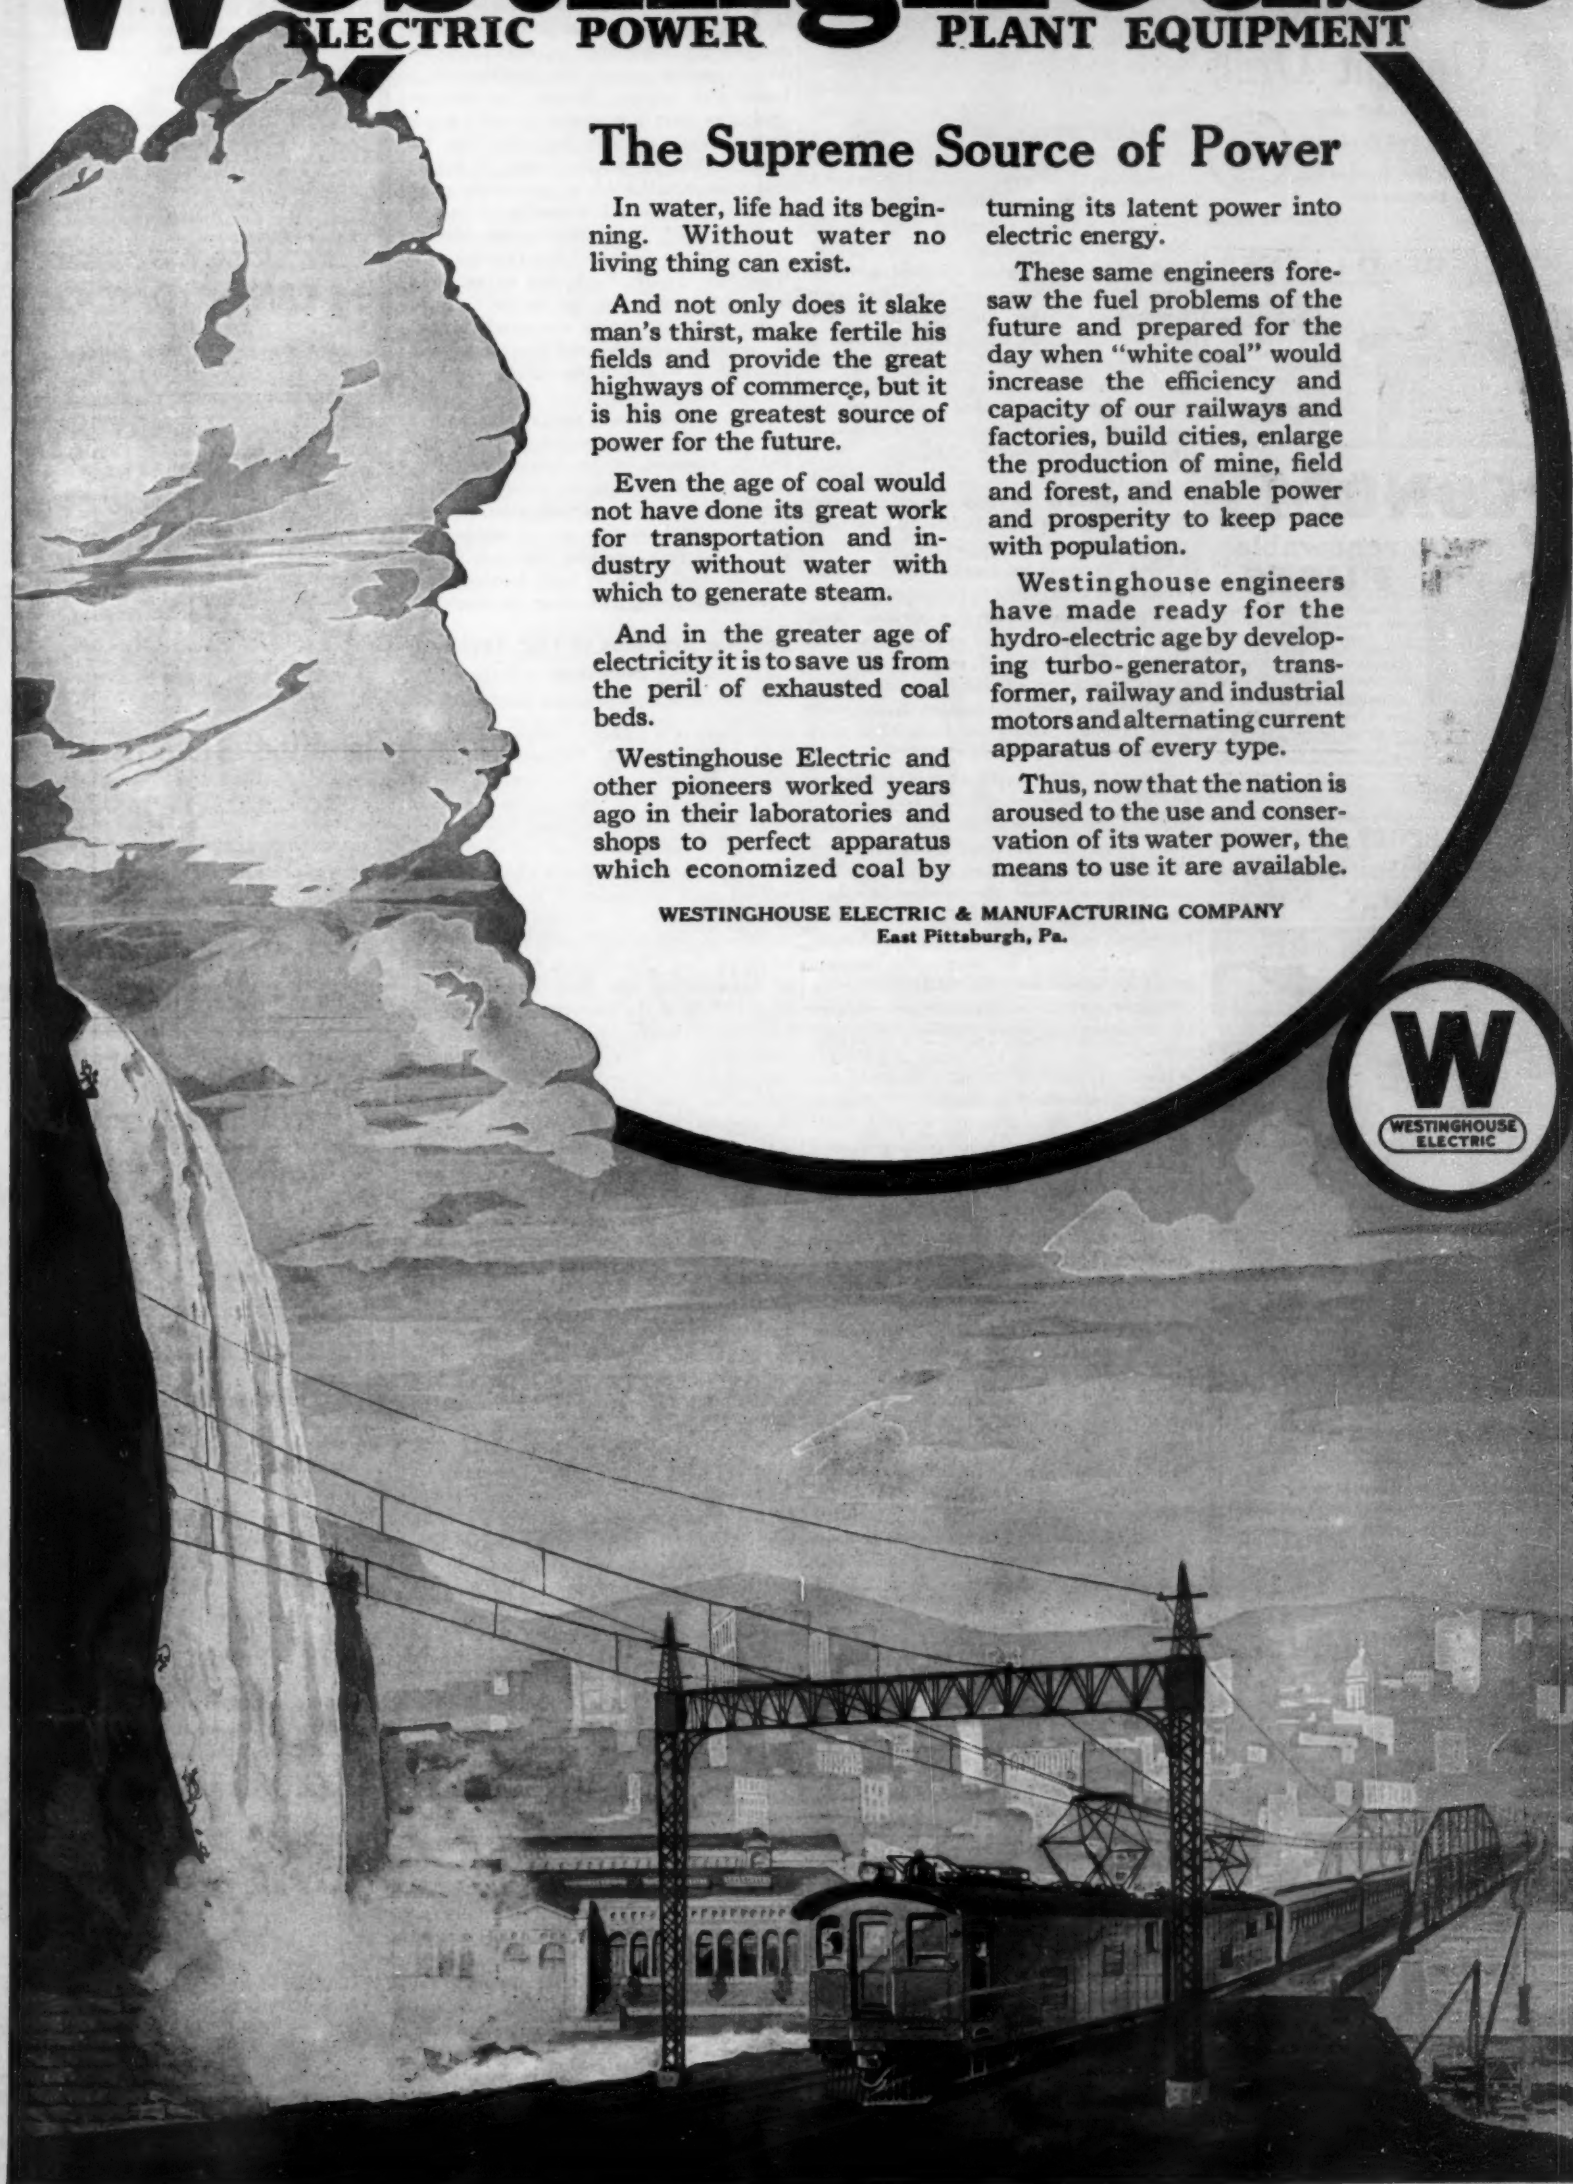 Westinghouse
ELECTRIC POWER PLANT EQUIPMENT
The Supreme Source of Power
In water, life had its begin-
ning. Without water no
living thing can exist.
And not only does it slake
man's thirst, make fertile his
fields and provide the great
highways of commerce, but it
is his one greatest source of
power for the future.
Even the age of coal would
not have done its great work
for transportation and in-
dustry without water with
which to generate steam.
And in the greater age of
electricity it is to save us from
the peril of exhausted coal
beds.
Westinghouse Electric and
other pioneers worked years
ago in their laboratories and
shops to perfect apparatus
which economized coal by
turning its latent power into
electric energy.
These same engineers fore-
saw the fuel problems of the
future and prepared for the
day when "white coal" would
increase the efficiency and
capacity of our railways and
factories, build cities, enlarge
the production of mine, field
and forest, and enable power
and prosperity to keep pace
with population.
Westinghouse engineers
have made ready for the
hydro-electric age by develop-
ing turbo-generator, trans-
former, railway and industrial
motors and alternating current
apparatus of every type.
Thus, now that the nation is
aroused to the use and conser-
vation of its water power, the
means to use it are available.
WESTINGHOUSE ELECTRIC & MANUFACTURING COMPANY
East Pittsburgh, Pa.
W
WESTINGHOUSE
ELECTRIC